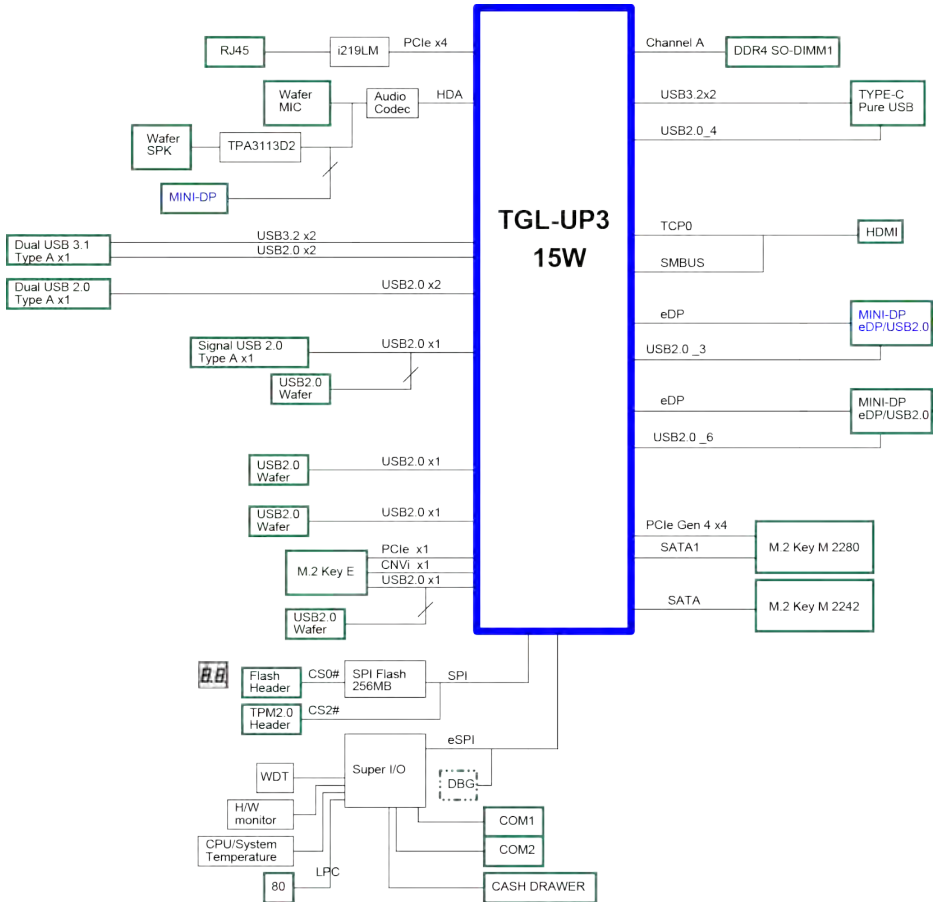 RJ45
i219LM
PCIe x4
Channel A
DDR4 SO-DIMM1
Wafer
MIC
Audio
Codec
HDA
USB3.2x2
TYPE-C
Pure USB
USB2.0_4
Wafer
SPK
TPA3113D2
MINI-DP
TGL-UP3
15W
TCP0
HDMI
SMBUS
Dual USB 3.1
Type A x1
USB3.2 x2
USB2.0 x2
Dual USB 2.0
Type A x1
USB2.0 x2
eDP
MINI-DP
eDP/USB2.0
USB2.0 _3
Signal USB 2.0
Type A x1
USB2.0 x1
USB2.0
Wafer
eDP
MINI-DP
eDP/USB2.0
USB2.0 _6
USB2.0
Wafer
USB2.0 x1
USB2.0
Wafer
USB2.0 x1
PCIe Gen 4 x4
SATA1
M.2 Key M 2280
M.2 Key E
PCIe x1
CNVi x1
USB2.0 x1
USB2.0
Wafer
SATA
M.2 Key M 2242
8.8.
Flash
Header
CS0#
SPI Flash
256MB
SPI
TPM2.0
Header
CS2#
eSPI
Super I/O
DBG
WDT
H/W
monitor
CPU/System
Temperature
LPC
80
COM1
COM2
CASH DRAWER